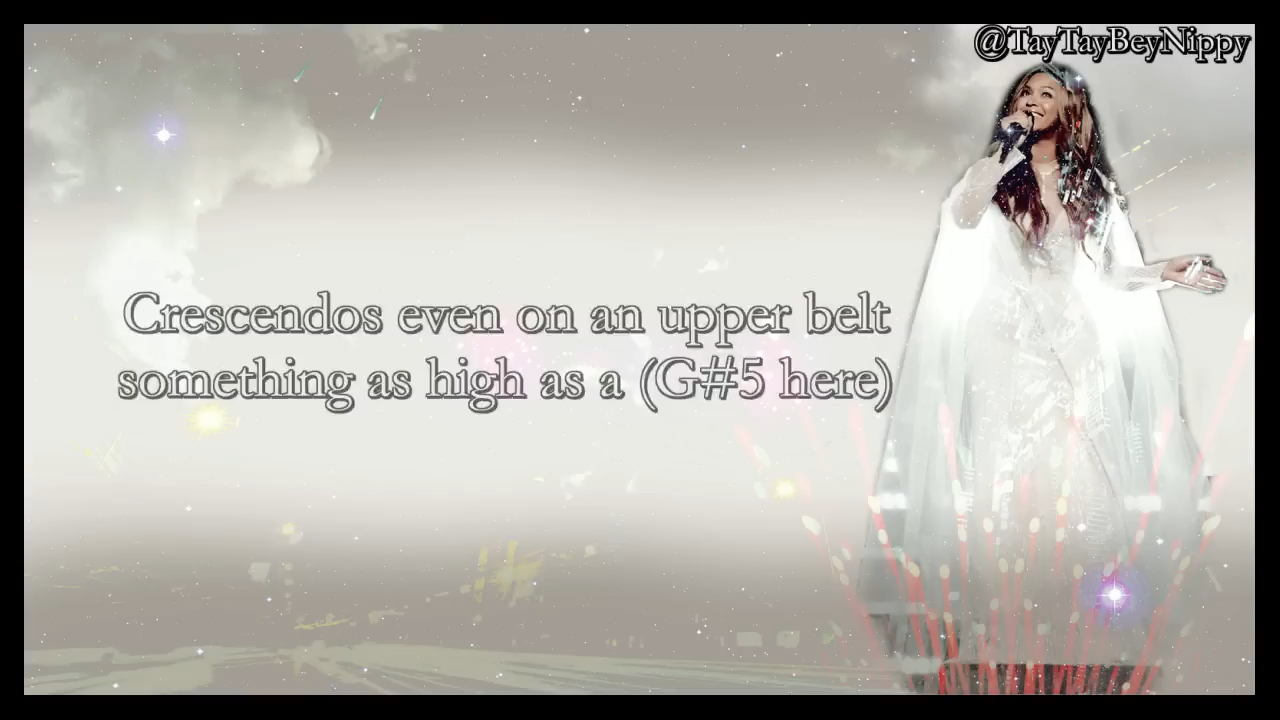 @TayTayBeyNippy
Crescendos even on an upper belt
something as high as a (G#5 here)